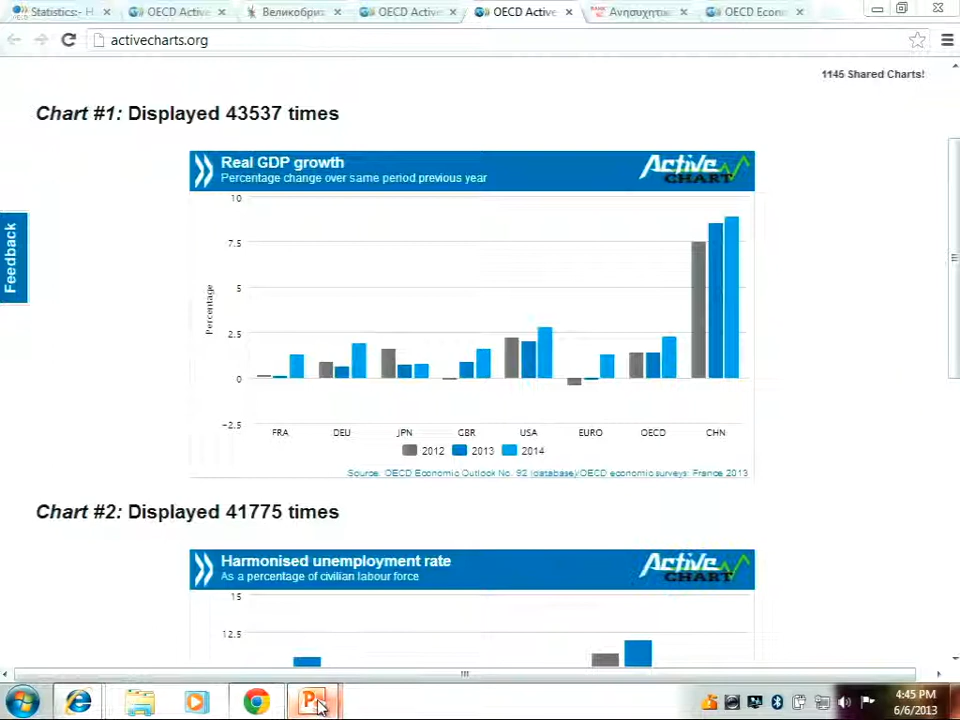 Statistics:- H
OECD Active
Великобри
OECD Active
OECD Active
Ανησυχητικ
OECD Econo
activecharts.org
1145 Shared Charts!
Feedback
Chart #1: Displayed 43537 times
Real GDP growth
Active
CHART
Percentage change over same period previous year
10
7.5
5
2.5
0
−2.5
Percentage
FRA DEU JPN GBR USA EURO OECD CHN
2012 2013 2014
Source: OECD Economic Outlook No. 92 (database)/OECD economic surveys: France 2013
Chart #2: Displayed 41775 times
Harmonised unemployment rate
Active
CHART
As a percentage of civilian labour force
15
12.5
4:45 PM
6/6/2013